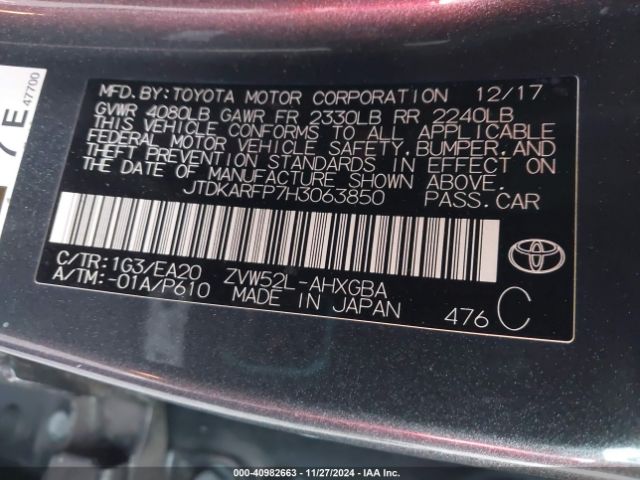 MFD.BY:TOYOTA MOTOR CORPORATION 12/17
GVWR 4080LB GAWR FR 2330LB RR 2240LB
THIS VEHICLE CONFORMS TO ALL APPLICABLE
FEDERAL MOTOR VEHICLE SAFETY,BUMPER,AND
THEFT PREVENTION STANDARDS IN EFFECT ON
THE DATE OF MANUFACTURE SHOWN ABOVE.
JTDKARFP7H3063850 PASS.CAR
C/TR:1G3/EA20 ZVW52L-AHXGBA
A/TM:-01A/P610 MADE IN JAPAN
476 C
7E
47700
000-40982663 - 11/27/2024 - IAA Inc.